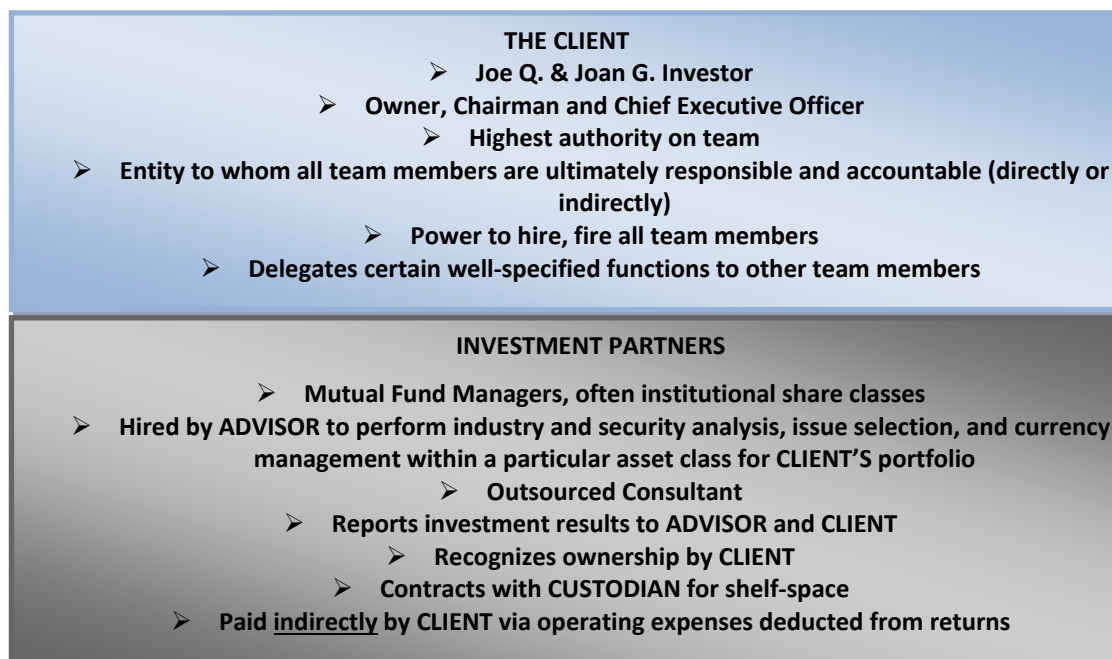 THE CLIENT
➢ Joe Q. & Joan G. Investor
➢ Owner, Chairman and Chief Executive Officer
➢ Highest authority on team
➢ Entity to whom all team members are ultimately responsible and accountable (directly or
indirectly)
➢ Power to hire, fire all team members
➢ Delegates certain well-specified functions to other team members
INVESTMENT PARTNERS
➢ Mutual Fund Managers, often institutional share classes
➢ Hired by ADVISOR to perform industry and security analysis, issue selection, and currency
management within a particular asset class for CLIENT’S portfolio
➢ Outsourced Consultant
➢ Reports investment results to ADVISOR and CLIENT
➢ Recognizes ownership by CLIENT
➢ Contracts with CUSTODIAN for shelf-space
➢ Paid indirectly by CLIENT via operating expenses deducted from returns